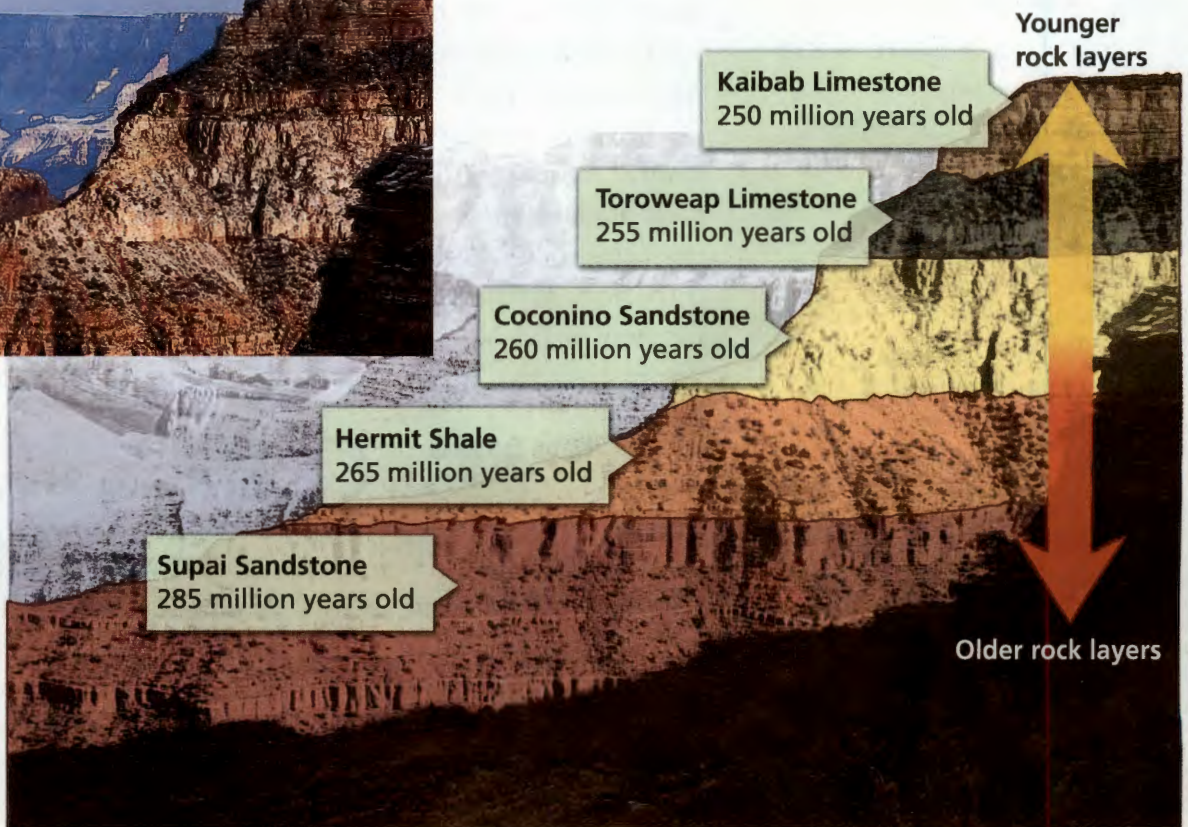 Younger
rock layers
Kaibab Limestone
250 million years old
Toroweap Limestone
255 million years old
Coconino Sandstone
260 million years old
Hermit Shale
265 million years old
Supai Sandstone
285 million years old
Older rock layers